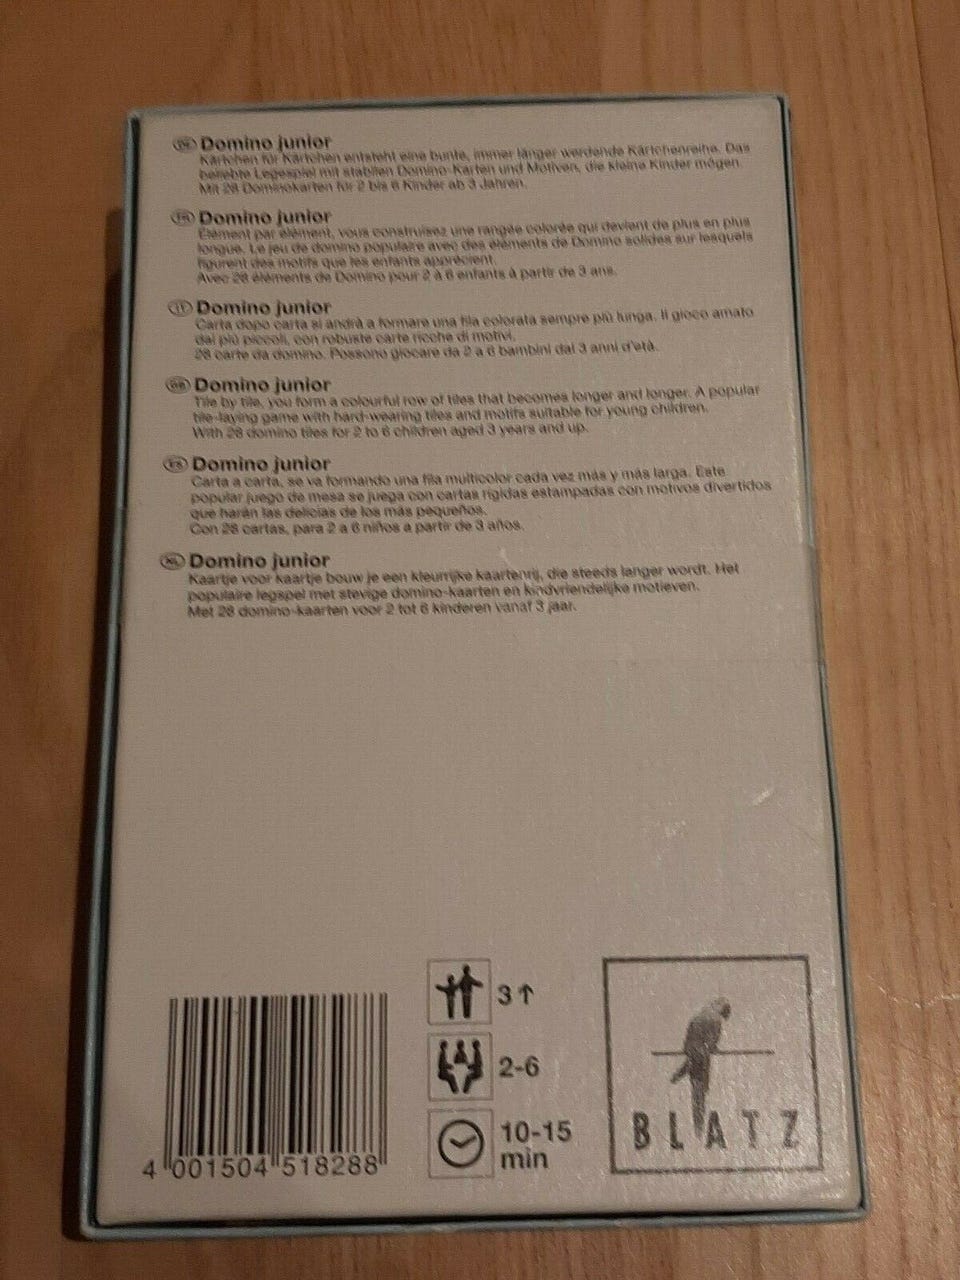 DE Domino junior
Kärtchen für Kärtchen entsteht eine bunte, immer länger werdende Kärtchenreihe. Das
beliebte Legespiel mit stabilen Domino-Karten und Motiven, die kleine Kinder mögen.
Mit 28 Dominokarten für 2 bis 6 Kinder ab 3 Jahren.
FR Domino junior
Élément par élément, vous construisez une rangée colorée qui devient de plus en plus
longue. Le jeu de domino populaire avec des éléments de Domino solides sur lesquels
figurent des motifs que les enfants apprécient.
Avec 28 éléments de Domino pour 2 à 6 enfants à partir de 3 ans.
IT Domino junior
Carta dopo carta si andrà a formare una fila colorata sempre più lunga. Il gioco amato
dai più piccoli, con robuste carte ricche di motivi.
28 carte da domino. Possono giocare da 2 a 6 bambini dai 3 anni d'età.
GB Domino junior
Tile by tile, you form a colourful row of tiles that becomes longer and longer. A popular
tile-laying game with hard-wearing tiles and motifs suitable for young children.
With 28 domino tiles for 2 to 6 children aged 3 years and up.
ES Domino junior
Carta a carta, se va formando una fila multicolor cada vez más y más larga. Este
popular juego de mesa se juega con cartas rígidas estampadas con motivos divertidos
que harán las delicias de los más pequeños.
Con 28 cartas, para 2 a 6 niños a partir de 3 años.
NL Domino junior
Kaartje voor kaartje bouw je een kleurrijke kaartenrij, die steeds langer wordt. Het
populaire legspel met stevige domino-kaarten en kindvriendelijke motieven.
Met 28 domino-kaarten voor 2 tot 6 kinderen vanaf 3 jaar.
3↑
2-6
10-15
min
BLATZ
4 001504 518288